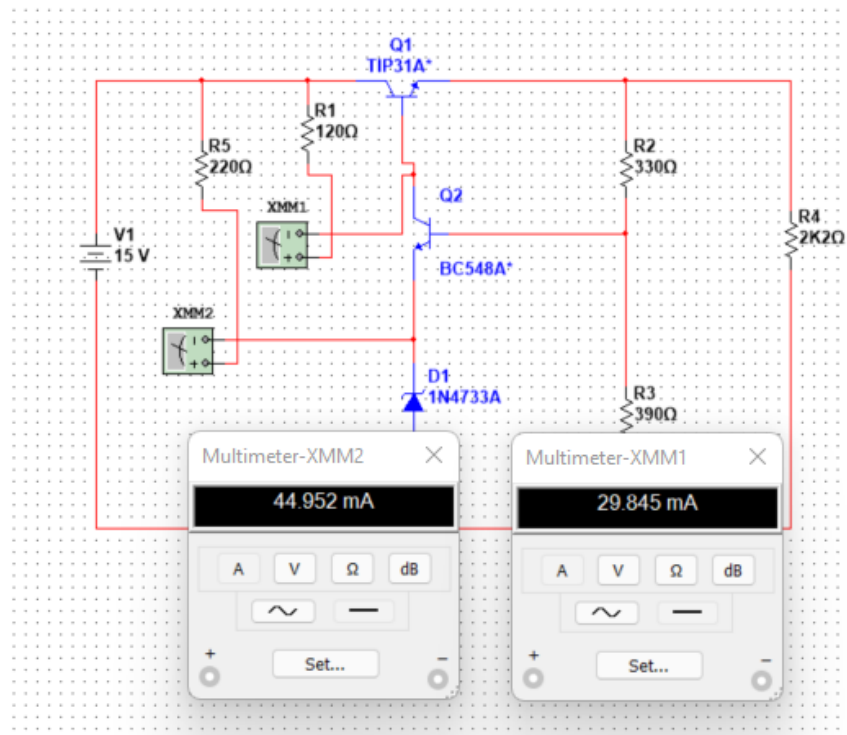 Q1
TIP31A*
R1
120Ω
R5
220Ω
R2
330Ω
Q2
XMM1
R4
2K2Ω
V1
15 V
BC548A*
XMM2
D1
1N4733A
R3
390Ω
Multimeter-XMM2
44.952 mA
A V Ω dB
+ Set... −
Multimeter-XMM1
29.845 mA
A V Ω dB
+ Set... −